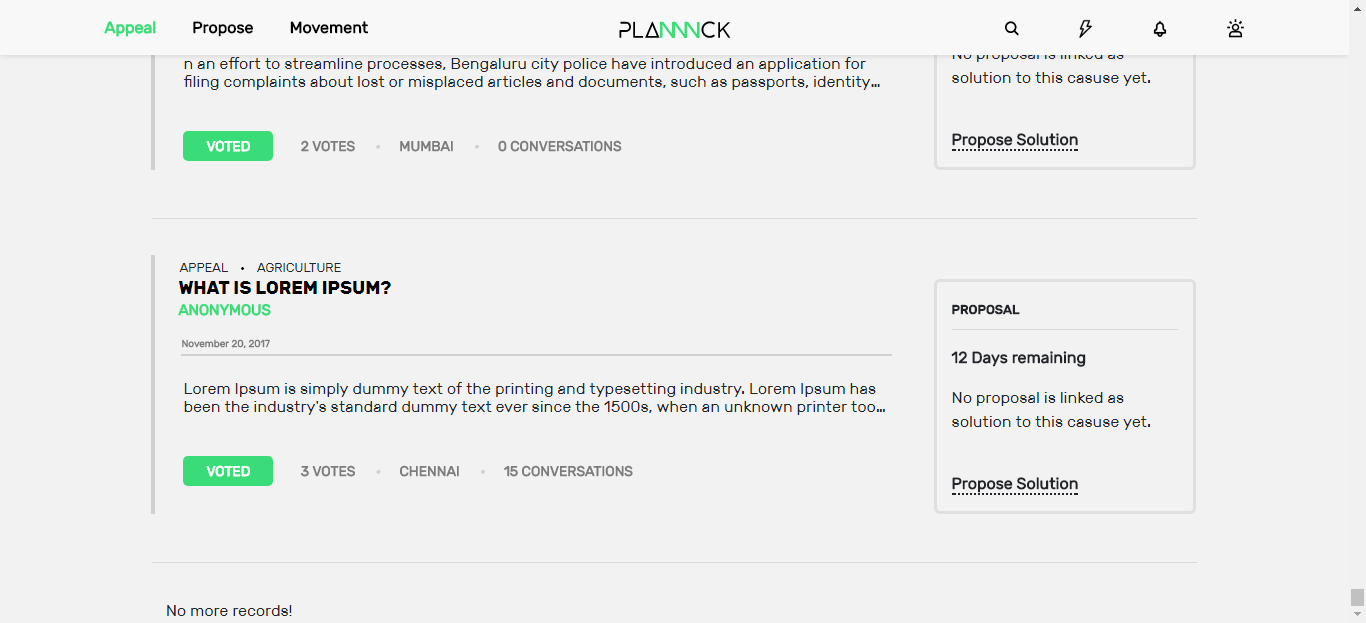 Appeal Propose Movement PLANNNCK
n an effort to streamline processes, Bengaluru city police have introduced an application for
filing complaints about lost or misplaced articles and documents, such as passports, identity...
VOTED 2 VOTES • MUMBAI • 0 CONVERSATIONS
No proposal is linked as
solution to this casuse yet.
Propose Solution
APPEAL • AGRICULTURE
WHAT IS LOREM IPSUM?
ANONYMOUS
November 20, 2017
Lorem Ipsum is simply dummy text of the printing and typesetting industry. Lorem Ipsum has
been the industry's standard dummy text ever since the 1500s, when an unknown printer too...
VOTED 3 VOTES • CHENNAI • 15 CONVERSATIONS
PROPOSAL
12 Days remaining
No proposal is linked as
solution to this casuse yet.
Propose Solution
No more records!